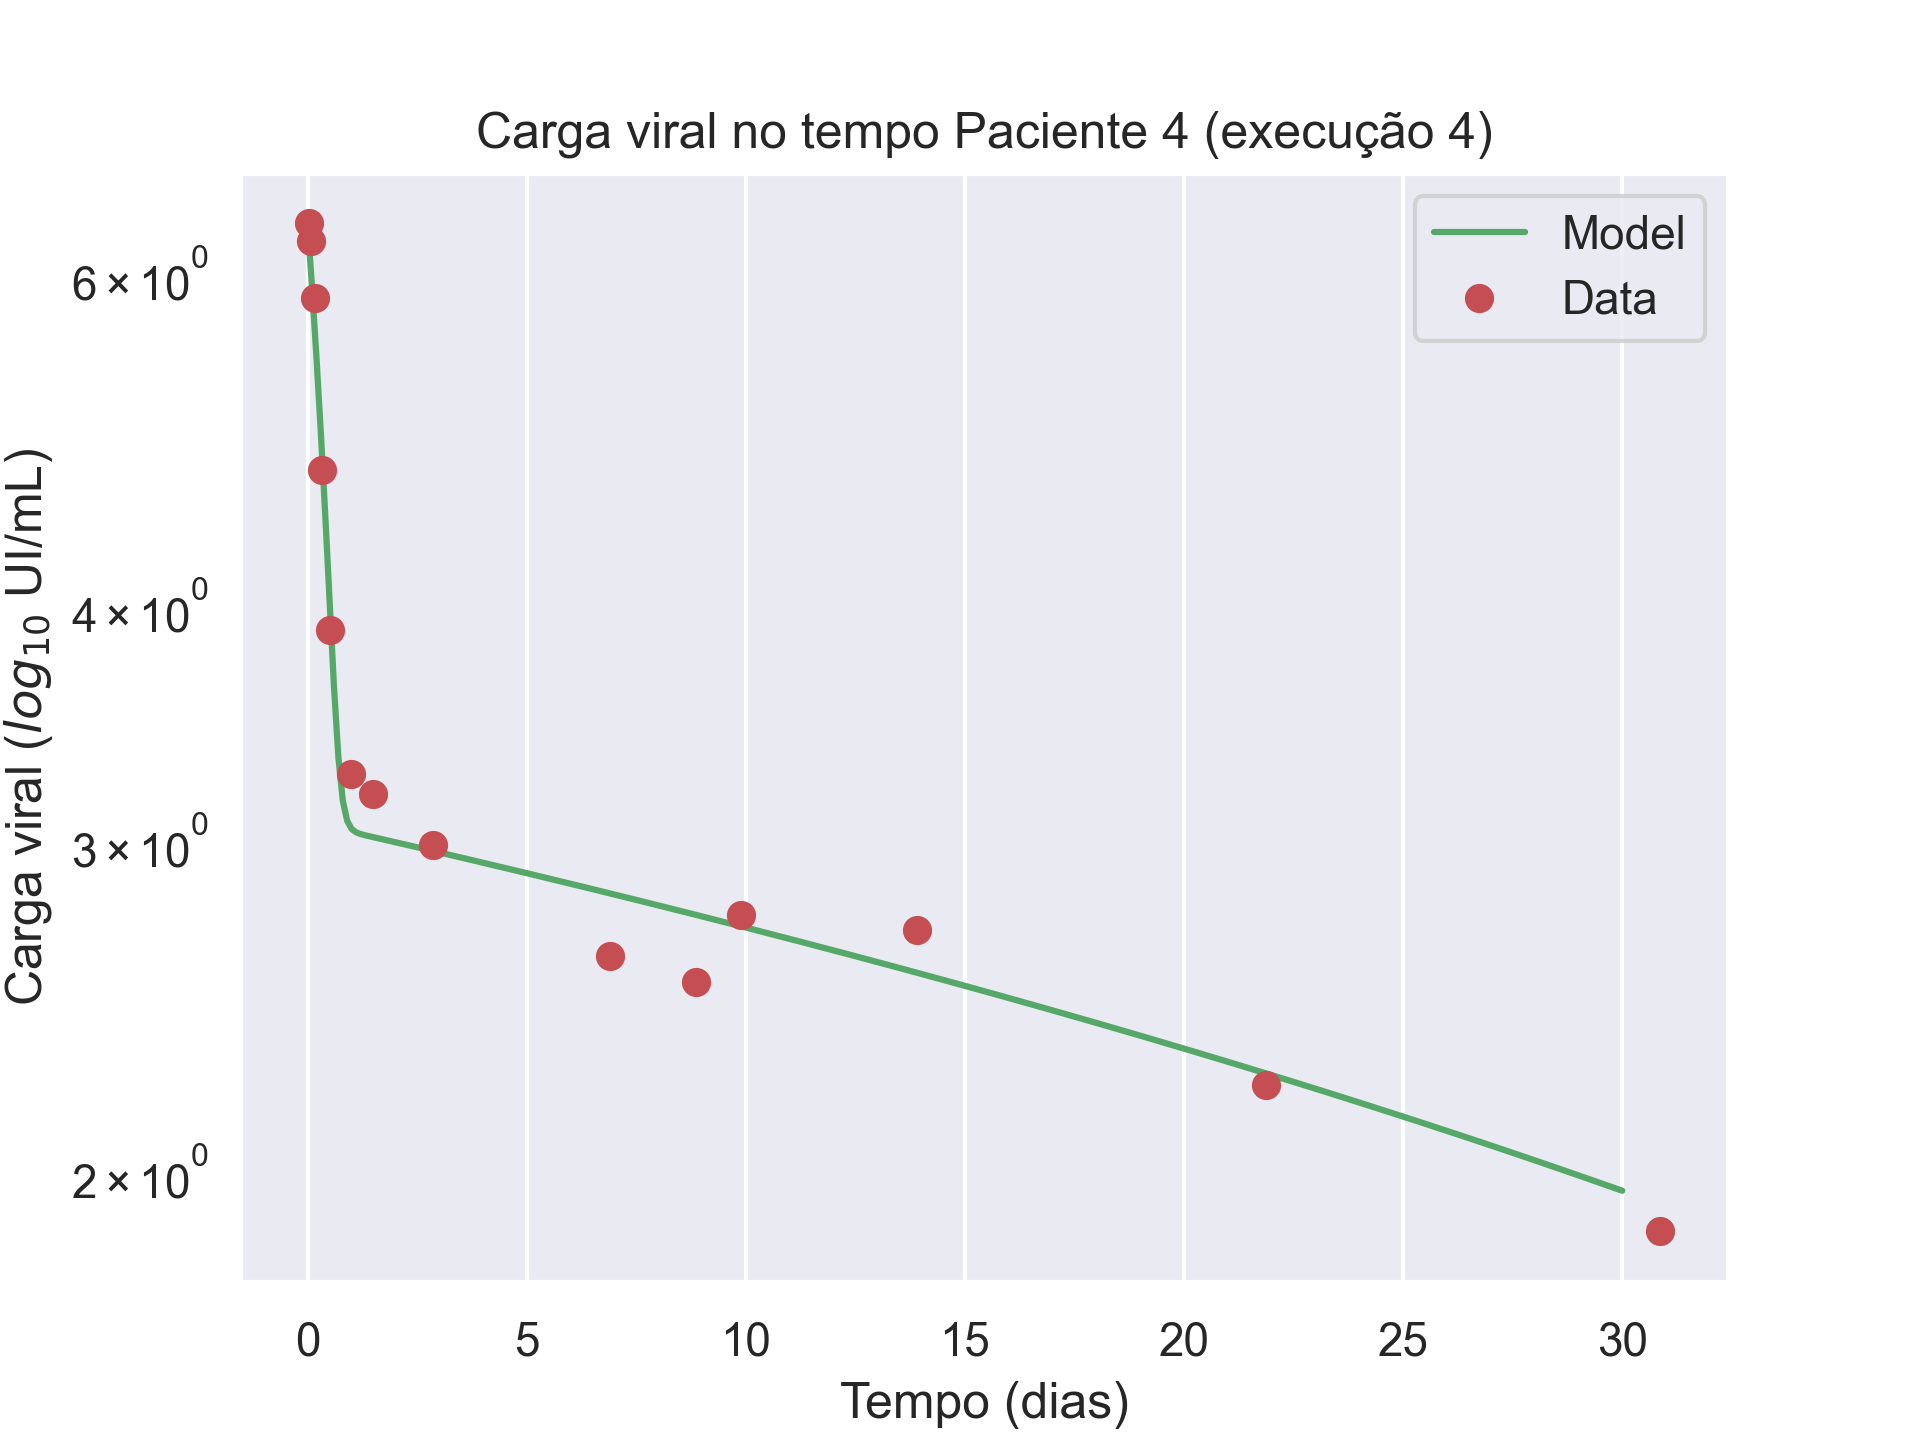 Carga viral no tempo Paciente 4 (execução 4)
Model
Data
6 × 10⁰
4 × 10⁰
3 × 10⁰
2 × 10⁰
Carga viral (log₁₀ UI/mL)
0 5 10 15 20 25 30
Tempo (dias)